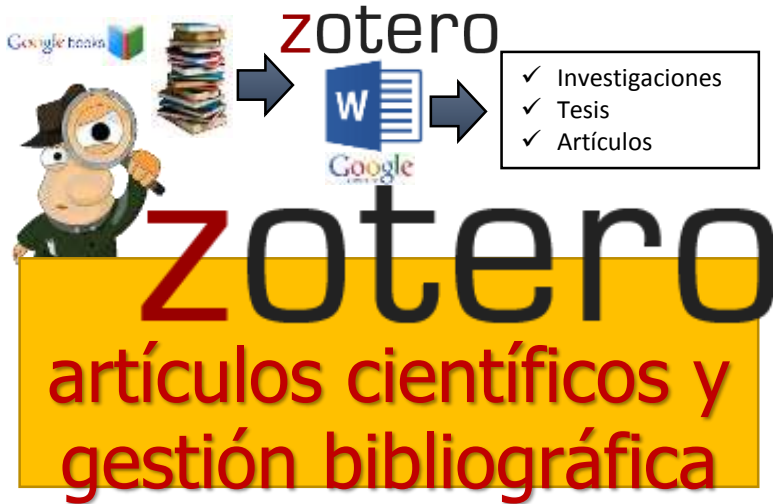 Google books
zotero
W
Google
✓ Investigaciones
✓ Tesis
✓ Artículos
zotero
artículos científicos y
gestión bibliográfica